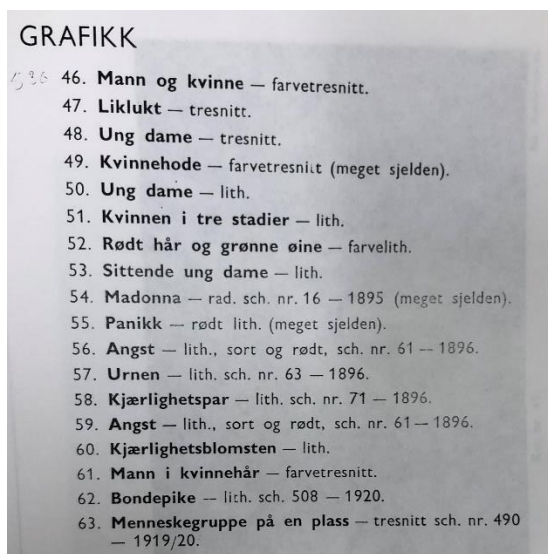 GRAFIKK
46. Mann og kvinne — farvetresnitt.
47. Liklukt — tresnitt.
48. Ung dame — tresnitt.
49. Kvinnehode — farvetresnitt (meget sjelden).
50. Ung dame — lith.
51. Kvinnen i tre stadier — lith.
52. Rødt hår og grønne øine — farvelith.
53. Sittende ung dame — lith.
54. Madonna — rad. sch. nr. 16 — 1895 (meget sjelden).
55. Panikk — rødt lith. (meget sjelden).
56. Angst — lith., sort og rødt, sch. nr. 61 — 1896.
57. Urnen — lith. sch. nr. 63 — 1896.
58. Kjærlighetspar — lith. sch. nr. 71 — 1896.
59. Angst — lith., sort og rødt, sch. nr. 61 — 1896.
60. Kjærlighetsblomsten — lith.
61. Mann i kvinnehår — farvetresnitt.
62. Bondepike — lith. sch. 508 — 1920.
63. Menneskegruppe på en plass — tresnitt sch. nr. 490
— 1919/20.